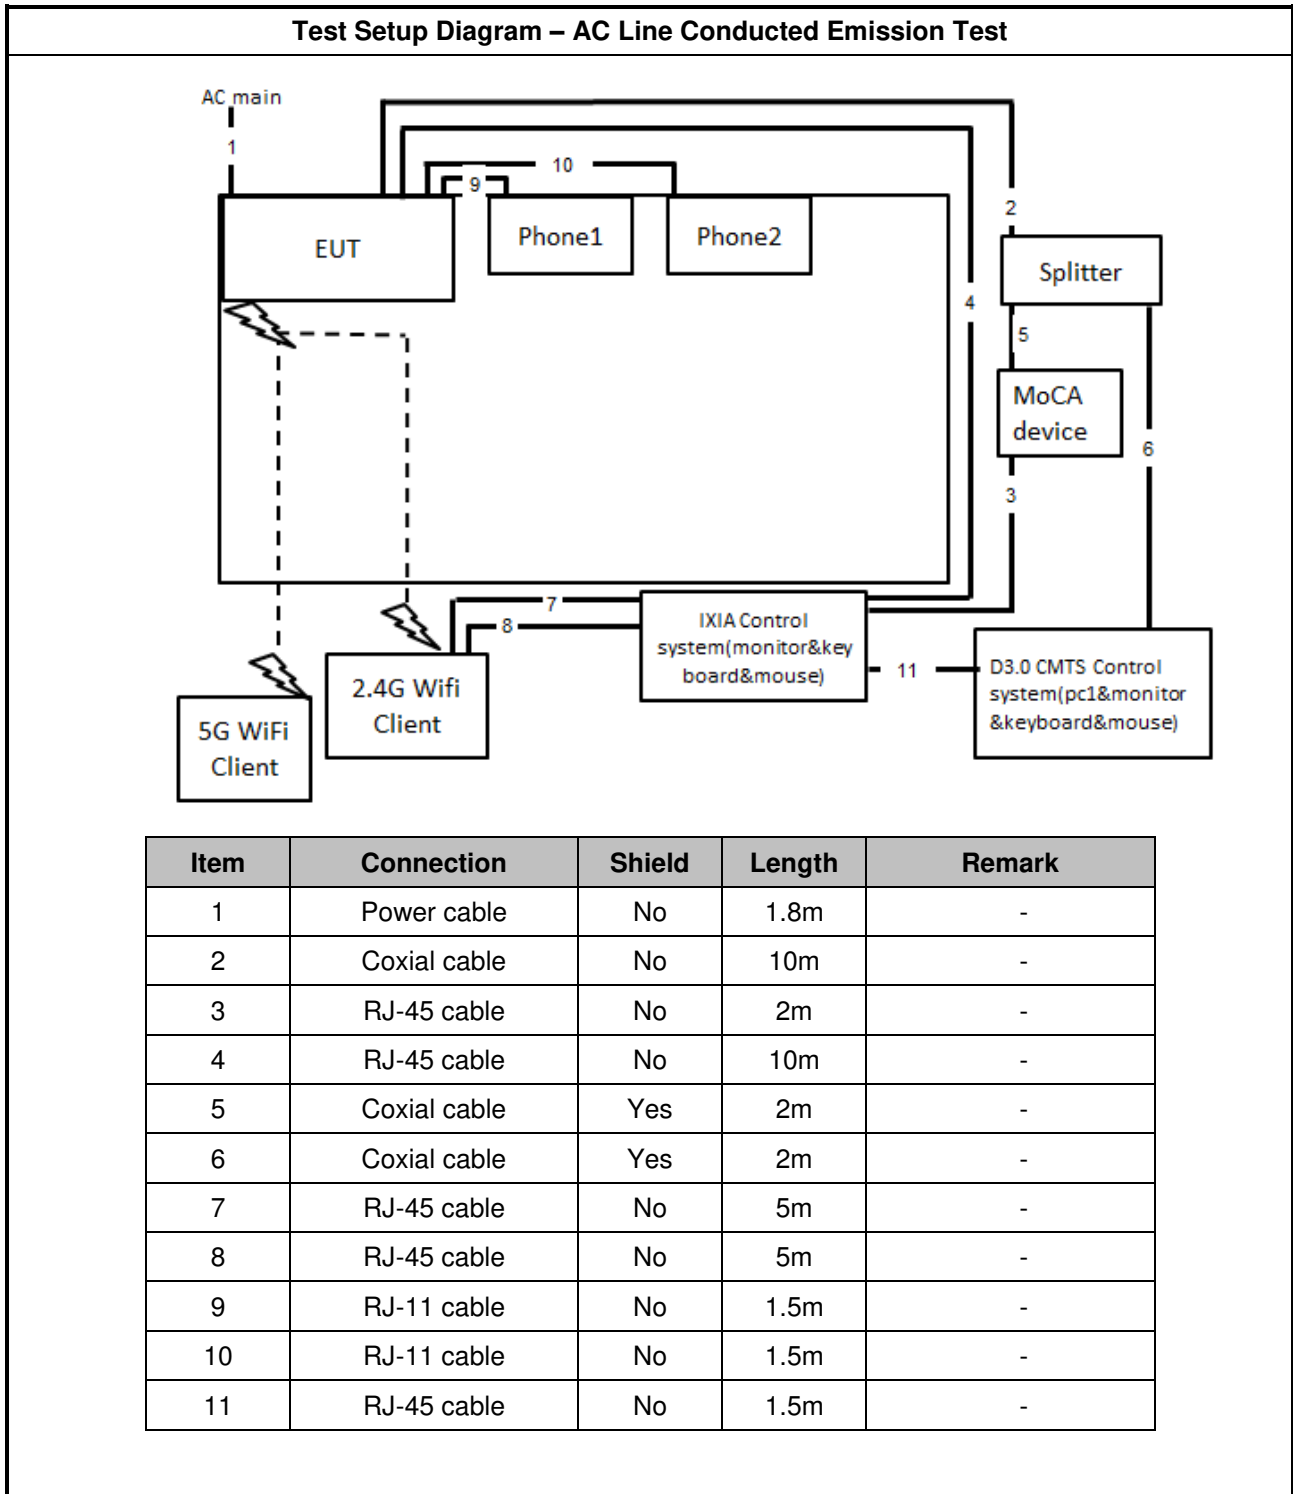 Test Setup Diagram – AC Line Conducted Emission Test
AC main
1
10
9
2
EUT
Phone1
Phone2
Splitter
4
5
MoCA
device
6
3
7
8
IXIA Control
system(monitor&key
board&mouse)
11
D3.0 CMTS Control
system(pc1&monitor
&keyboard&mouse)
2.4G Wifi
Client
5G WiFi
Client
Item Connection Shield Length Remark
1 Power cable No 1.8m -
2 Coxial cable No 10m -
3 RJ-45 cable No 2m -
4 RJ-45 cable No 10m -
5 Coxial cable Yes 2m -
6 Coxial cable Yes 2m -
7 RJ-45 cable No 5m -
8 RJ-45 cable No 5m -
9 RJ-11 cable No 1.5m -
10 RJ-11 cable No 1.5m -
11 RJ-45 cable No 1.5m -